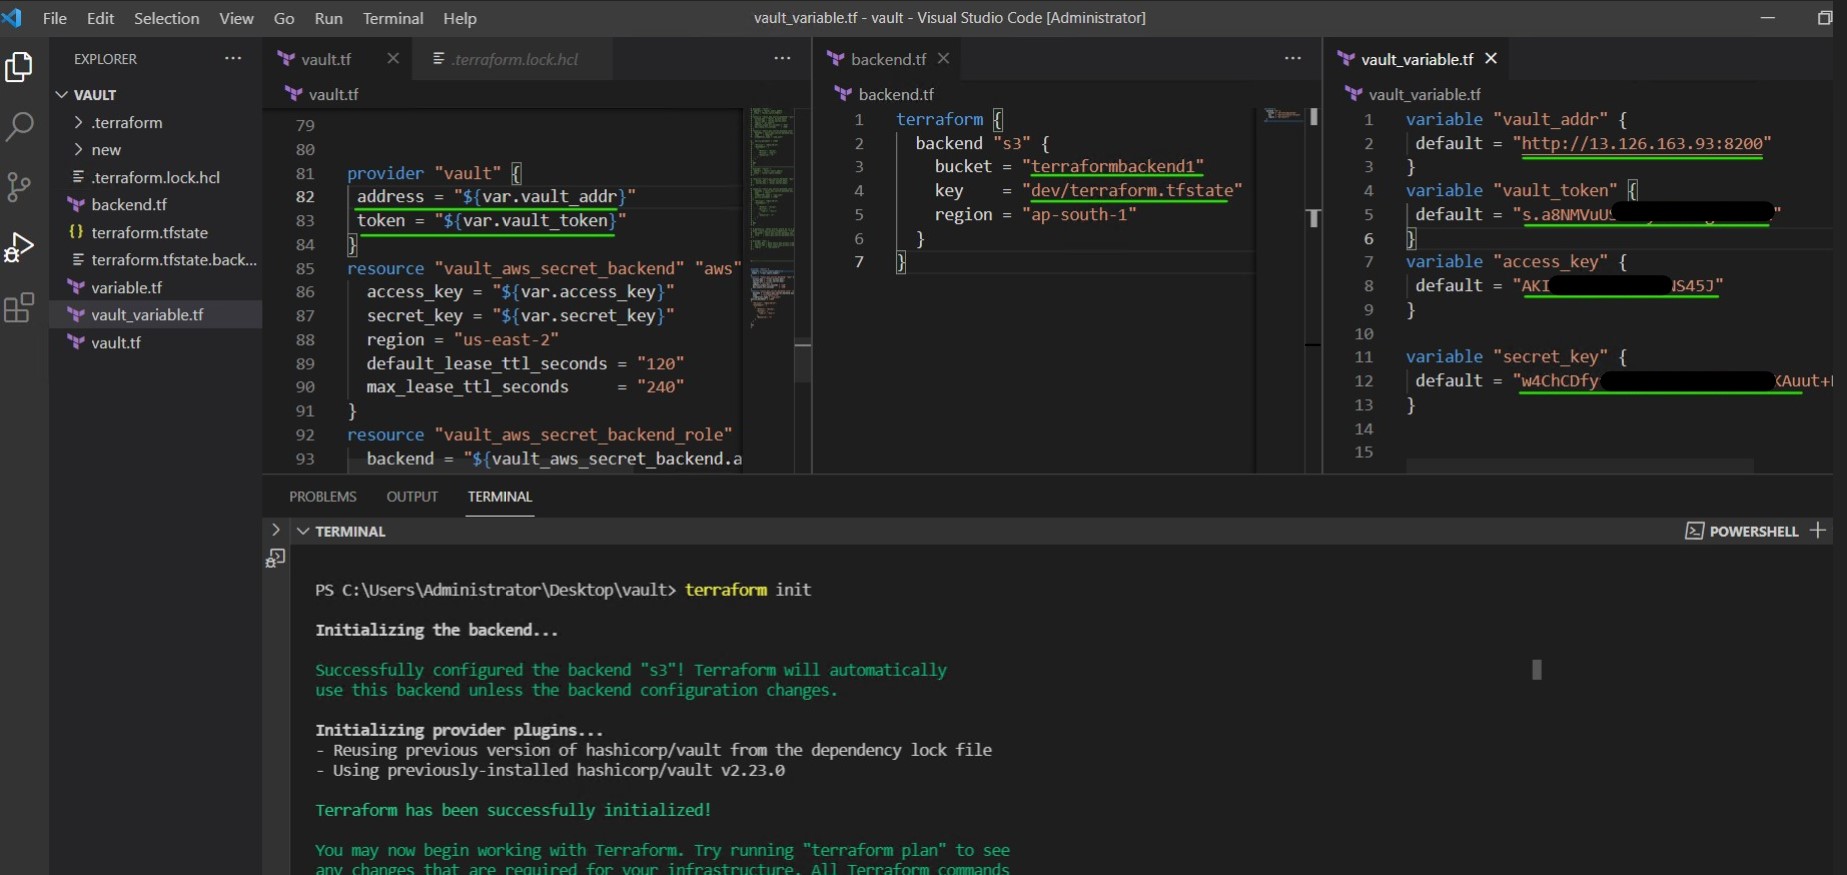 File Edit Selection View Go Run Terminal Help
vault_variable.tf - vault - Visual Studio Code [Administrator]
EXPLORER
VAULT
.terraform
new
.terraform.lock.hcl
backend.tf
terraform.tfstate
terraform.tfstate.back...
variable.tf
vault_variable.tf
vault.tf
vault.tf
.terraform.lock.hcl
vault.tf
79
80
81 provider "vault" {
82 address = "${var.vault_addr}"
83 token = "${var.vault_token}"
84 }
85 resource "vault_aws_secret_backend" "aws"
86 access_key = "${var.access_key}"
87 secret_key = "${var.secret_key}"
88 region = "us-east-2"
89 default_lease_ttl_seconds = "120"
90 max_lease_ttl_seconds = "240"
91 }
92 resource "vault_aws_secret_backend_role"
93 backend = "${vault_aws_secret_backend.a
backend.tf
backend.tf
1 terraform {
2 backend "s3" {
3 bucket = "terraformbackend1"
4 key = "dev/terraform.tfstate"
5 region = "ap-south-1"
6 }
7 }
vault_variable.tf
vault_variable.tf
1 variable "vault_addr" {
2 default = "http://13.126.163.93:8200"
3 }
4 variable "vault_token" {
5 default = "s.a8NMVuUs "
6 }
7 variable "access_key" {
8 default = "AKI S45J"
9 }
10
11 variable "secret_key" {
12 default = "w4ChCDfy Auut+
13 }
14
15
PROBLEMS OUTPUT TERMINAL
TERMINAL
POWERSHELL
PS C:\Users\Administrator\Desktop\vault> terraform init
Initializing the backend...
Successfully configured the backend "s3"! Terraform will automatically
use this backend unless the backend configuration changes.
Initializing provider plugins...
- Reusing previous version of hashicorp/vault from the dependency lock file
- Using previously-installed hashicorp/vault v2.23.0
Terraform has been successfully initialized!
You may now begin working with Terraform. Try running "terraform plan" to see
any changes that are required for your infrastructure. All Terraform commands